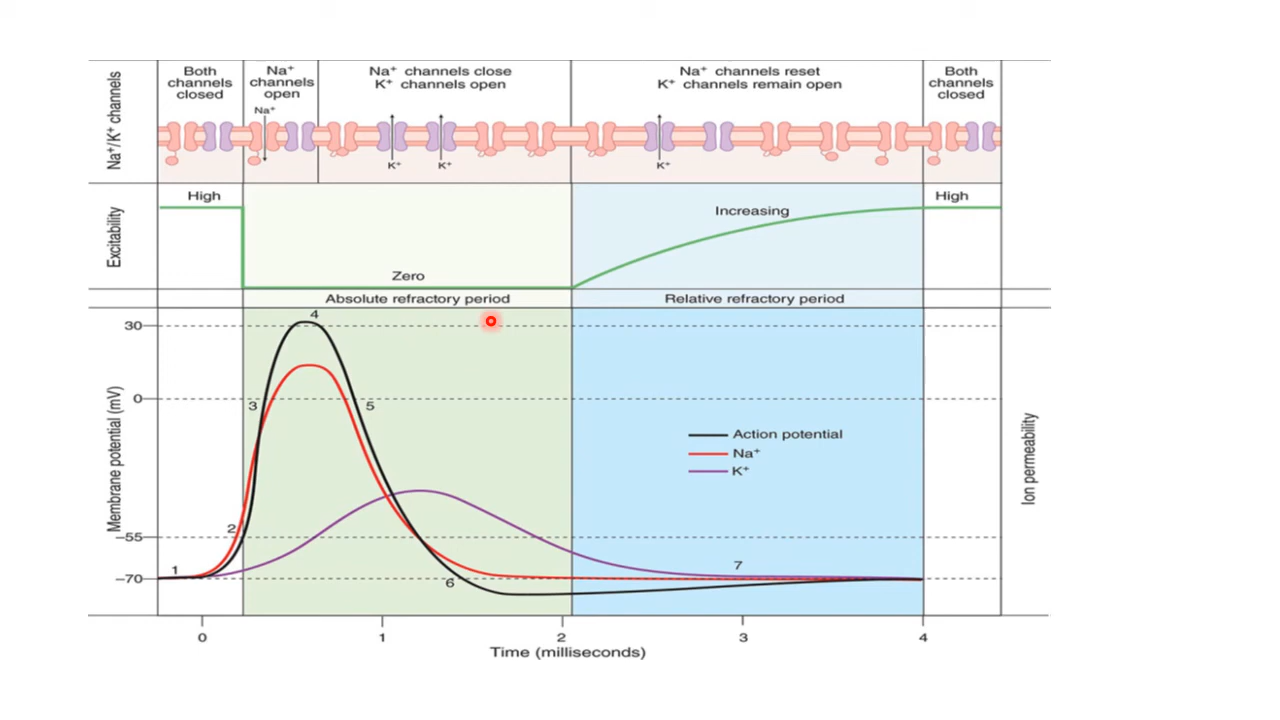 Na⁺/K⁺ channels
Both
channels
closed
Na⁺
channels
open
Na⁺ channels close
K⁺ channels open
Na⁺ channels reset
K⁺ channels remain open
Both
channels
closed
Na⁺
K⁺
K⁺
K⁺
Excitability
High
Zero
Increasing
High
Absolute refractory period
Relative refractory period
Membrane potential (mV)
30
0
–55
–70
1
2
3
4
5
6
7
Action potential
Na⁺
K⁺
Ion permeability
0
1
2
3
4
Time (milliseconds)